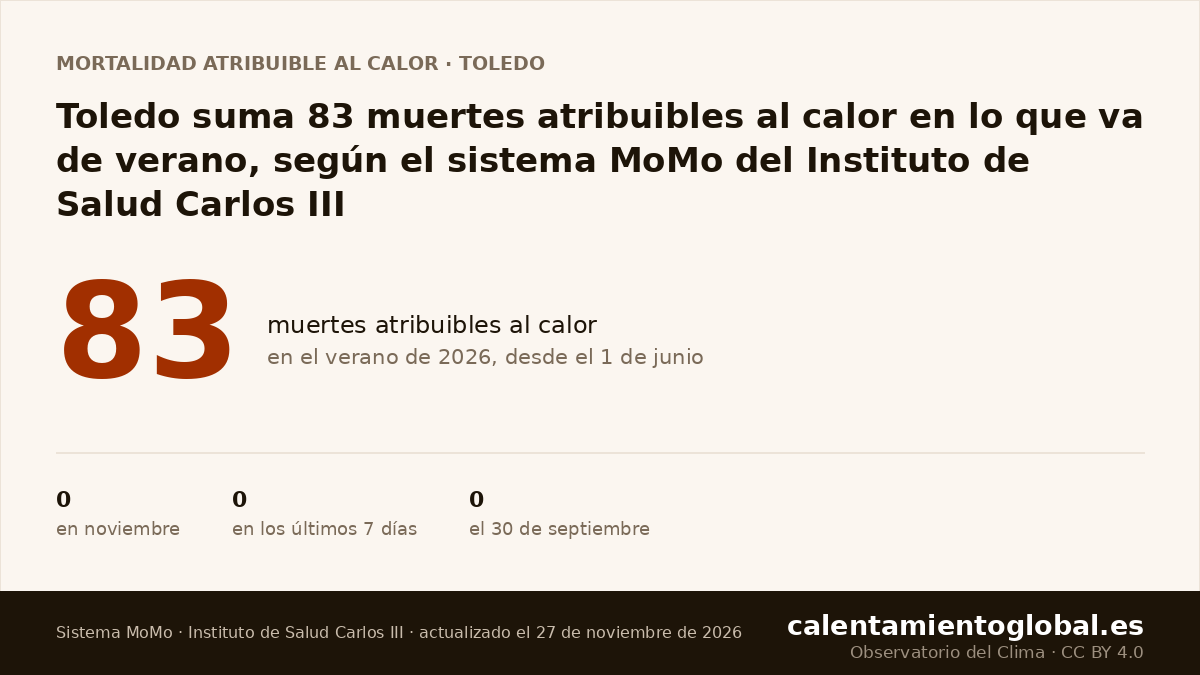 MORTALIDAD ATRIBUIBLE AL CALOR · TOLEDO
Toledo suma 83 muertes atribuibles al calor en lo que va
de verano, según el sistema MoMo del Instituto de
Salud Carlos III
83
muertes atribuibles al calor
en el verano de 2026, desde el 1 de junio
0
en noviembre
0
en los últimos 7 días
0
el 30 de septiembre
Sistema MoMo · Instituto de Salud Carlos III · actualizado el 27 de noviembre de 2026
calentamientoglobal.es
Observatorio del Clima · CC BY 4.0